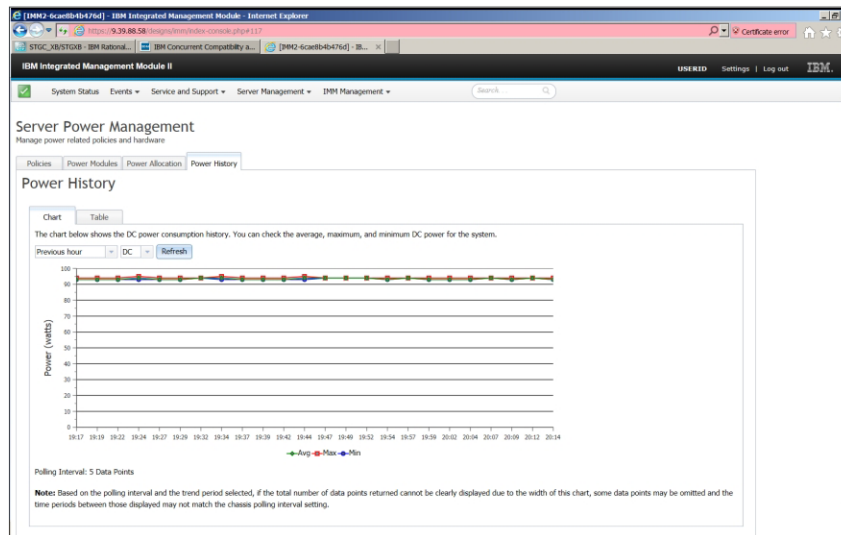 [IMM2-6cae8b4b476d] - IBM Integrated Management Module - Internet Explorer
https://9.39.88.58/designs/imm/index-console.php#117
Certificate error
STGC_XB/STGXB - IBM Rational...
IBM Concurrent Compatibility a...
[IMM2-6cae8b4b476d] - IB...
IBM Integrated Management Module II
USERID Settings | Log out IBM.
System Status Events Service and Support Server Management IMM Management Search...
Server Power Management
Manage power related policies and hardware
Policies Power Modules Power Allocation Power History
Power History
Chart Table
The chart below shows the DC power consumption history. You can check the average, maximum, and minimum DC power for the system.
Previous hour DC Refresh
Power (watts)
100
90
80
70
60
50
40
30
20
10
0
19:17 19:19 19:22 19:24 19:27 19:29 19:32 19:34 19:37 19:39 19:42 19:44 19:47 19:49 19:52 19:54 19:57 19:59 20:02 20:04 20:07 20:09 20:12 20:14
Avg Max Min
Polling Interval: 5 Data Points
Note: Based on the polling interval and the trend period selected, if the total number of data points returned cannot be clearly displayed due to the width of this chart, some data points may be omitted and the
time periods between those displayed may not match the chassis polling interval setting.